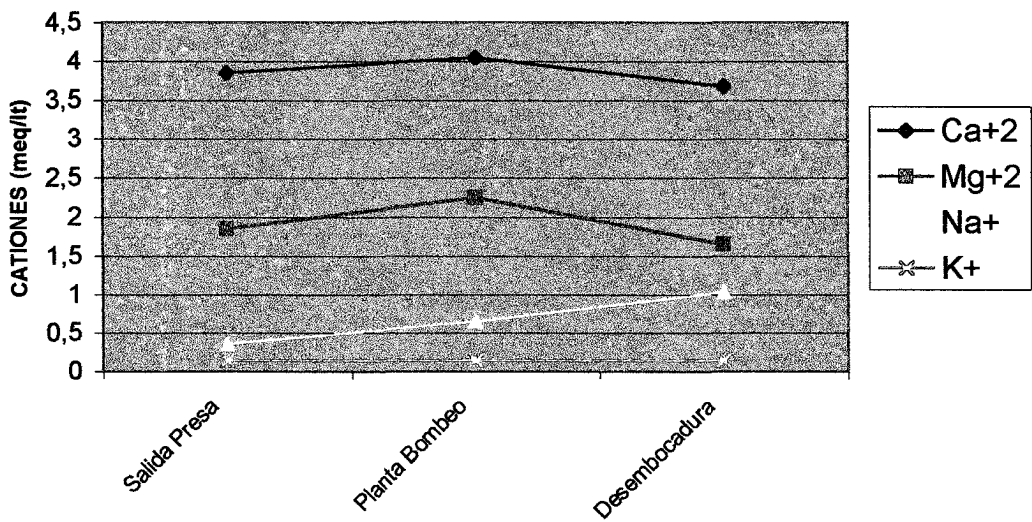 CATIONES (meq/lt)
4,5
4
3,5
3
2,5
2
1,5
1
0,5
0
Salida Presa
Planta Bombeo
Desembocadura
Ca+2
Mg+2
Na+
K+